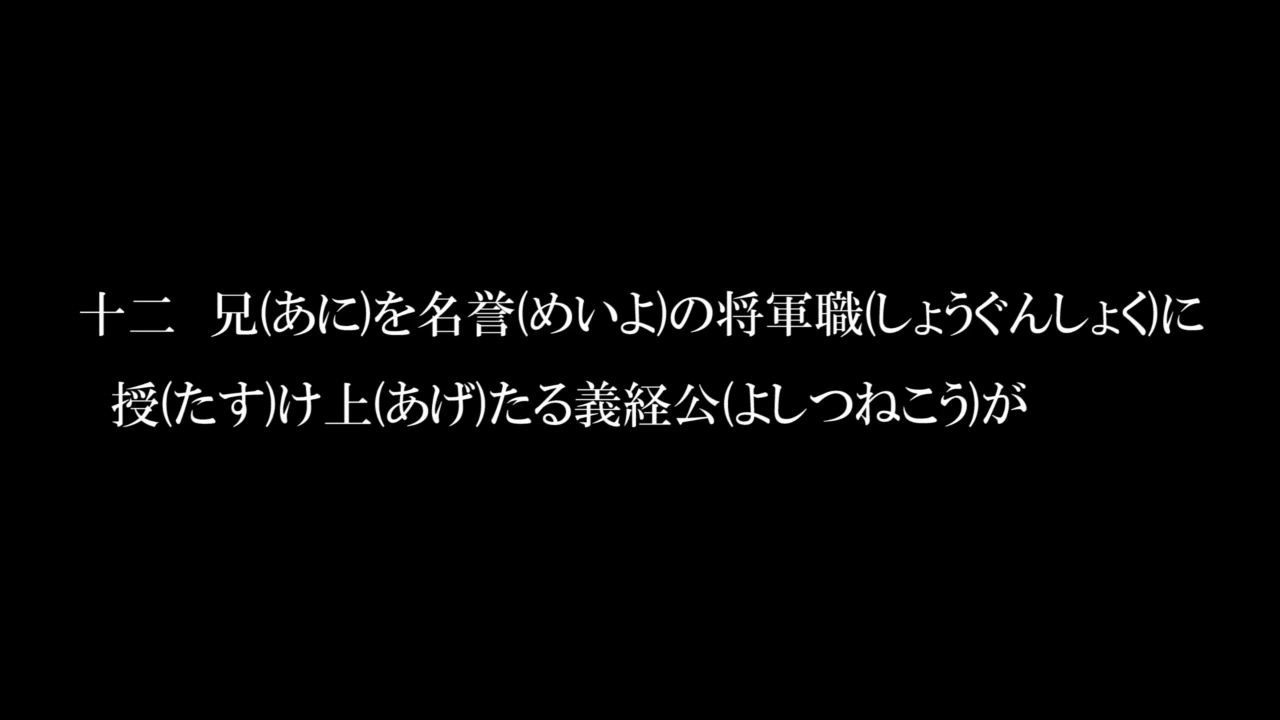 十二　兄(あに)を名誉(めいよ)の将軍職(しょうぐんしょく)に
授(たす)け上(あげ)たる義経公(よしつねこう)が